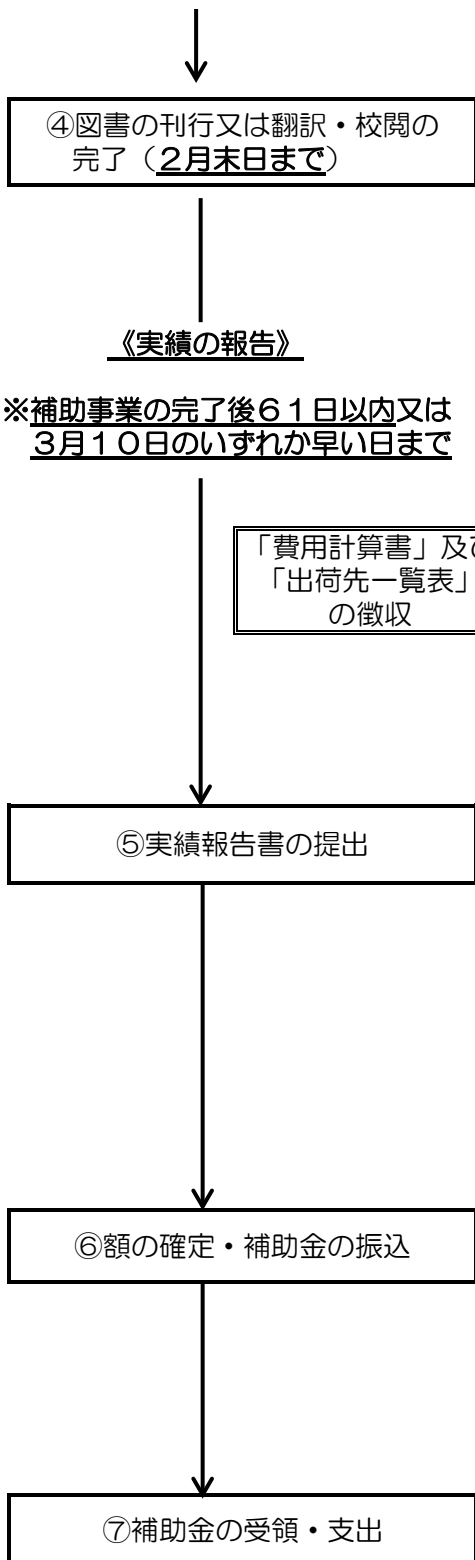 ④図書の刊行又は翻訳・校閲の
完了（２月末日まで）
《実績の報告》
※補助事業の完了後６１日以内又は
３月１０日のいずれか早い日まで
「費用計算書」及び
「出荷先一覧表」
の徴収
⑤実績報告書の提出
⑥額の確定・補助金の振込
⑦補助金の受領・支出